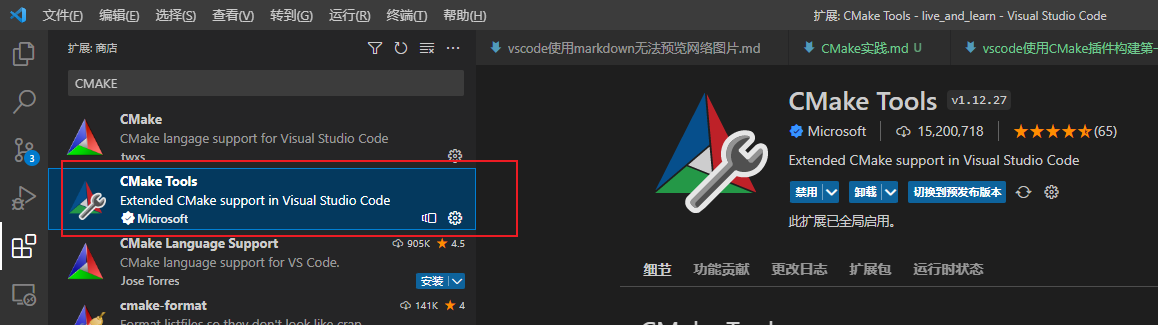 文件(F) 编辑(E) 选择(S) 查看(V) 转到(G) 运行(R) 终端(T) 帮助(H) 扩展: CMake Tools - live_and_learn - Visual Studio Code
扩展: 商店
vscode使用markdown无法预览网络图片.md
CMake实践.md U
vscode使用CMake插件构建第一
CMAKE
CMake
CMake langage support for Visual Studio Code
twxs
CMake Tools
Extended CMake support in Visual Studio Code
Microsoft
CMake Language Support 905K 4.5
CMake language support for VS Code.
Jose Torres 安装
cmake-format 141K 4
Format listfiles so they don't look like crap
3
CMake Tools v1.12.27
Microsoft 15,200,718 (65)
Extended CMake support in Visual Studio Code
禁用 卸载 切换到预发布版本
此扩展已全局启用。
细节 功能贡献 更改日志 扩展包 运行时状态
CMake Tools